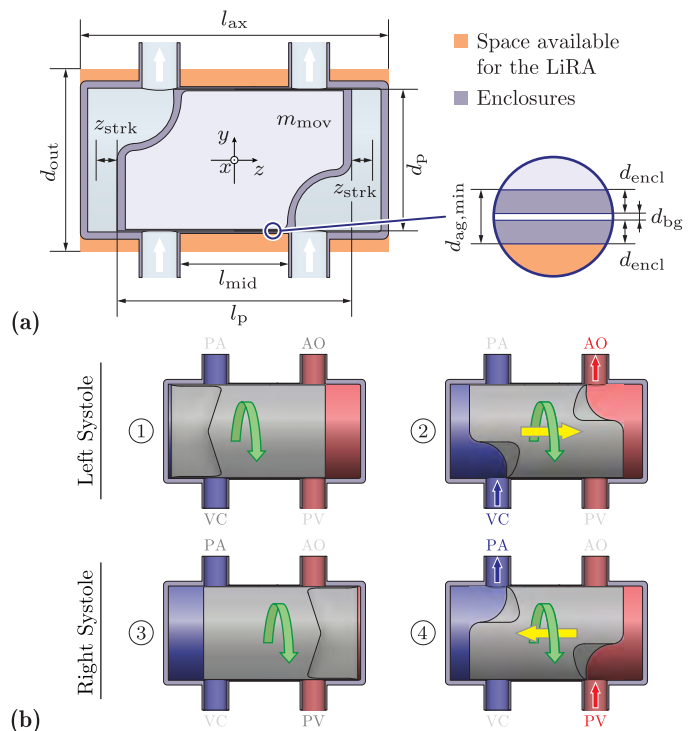 l_ax
Space available
for the LiRA
Enclosures
z_strk
m_mov
y
x
z
z_strk
d_out
d_p
l_mid
l_p
d_ag,min
d_encl
d_bg
d_encl
(a)
Left Systole
PA AO
1
VC PV
PA AO
2
VC PV
Right Systole
PA AO
3
VC PV
PA AO
4
VC PV
(b)